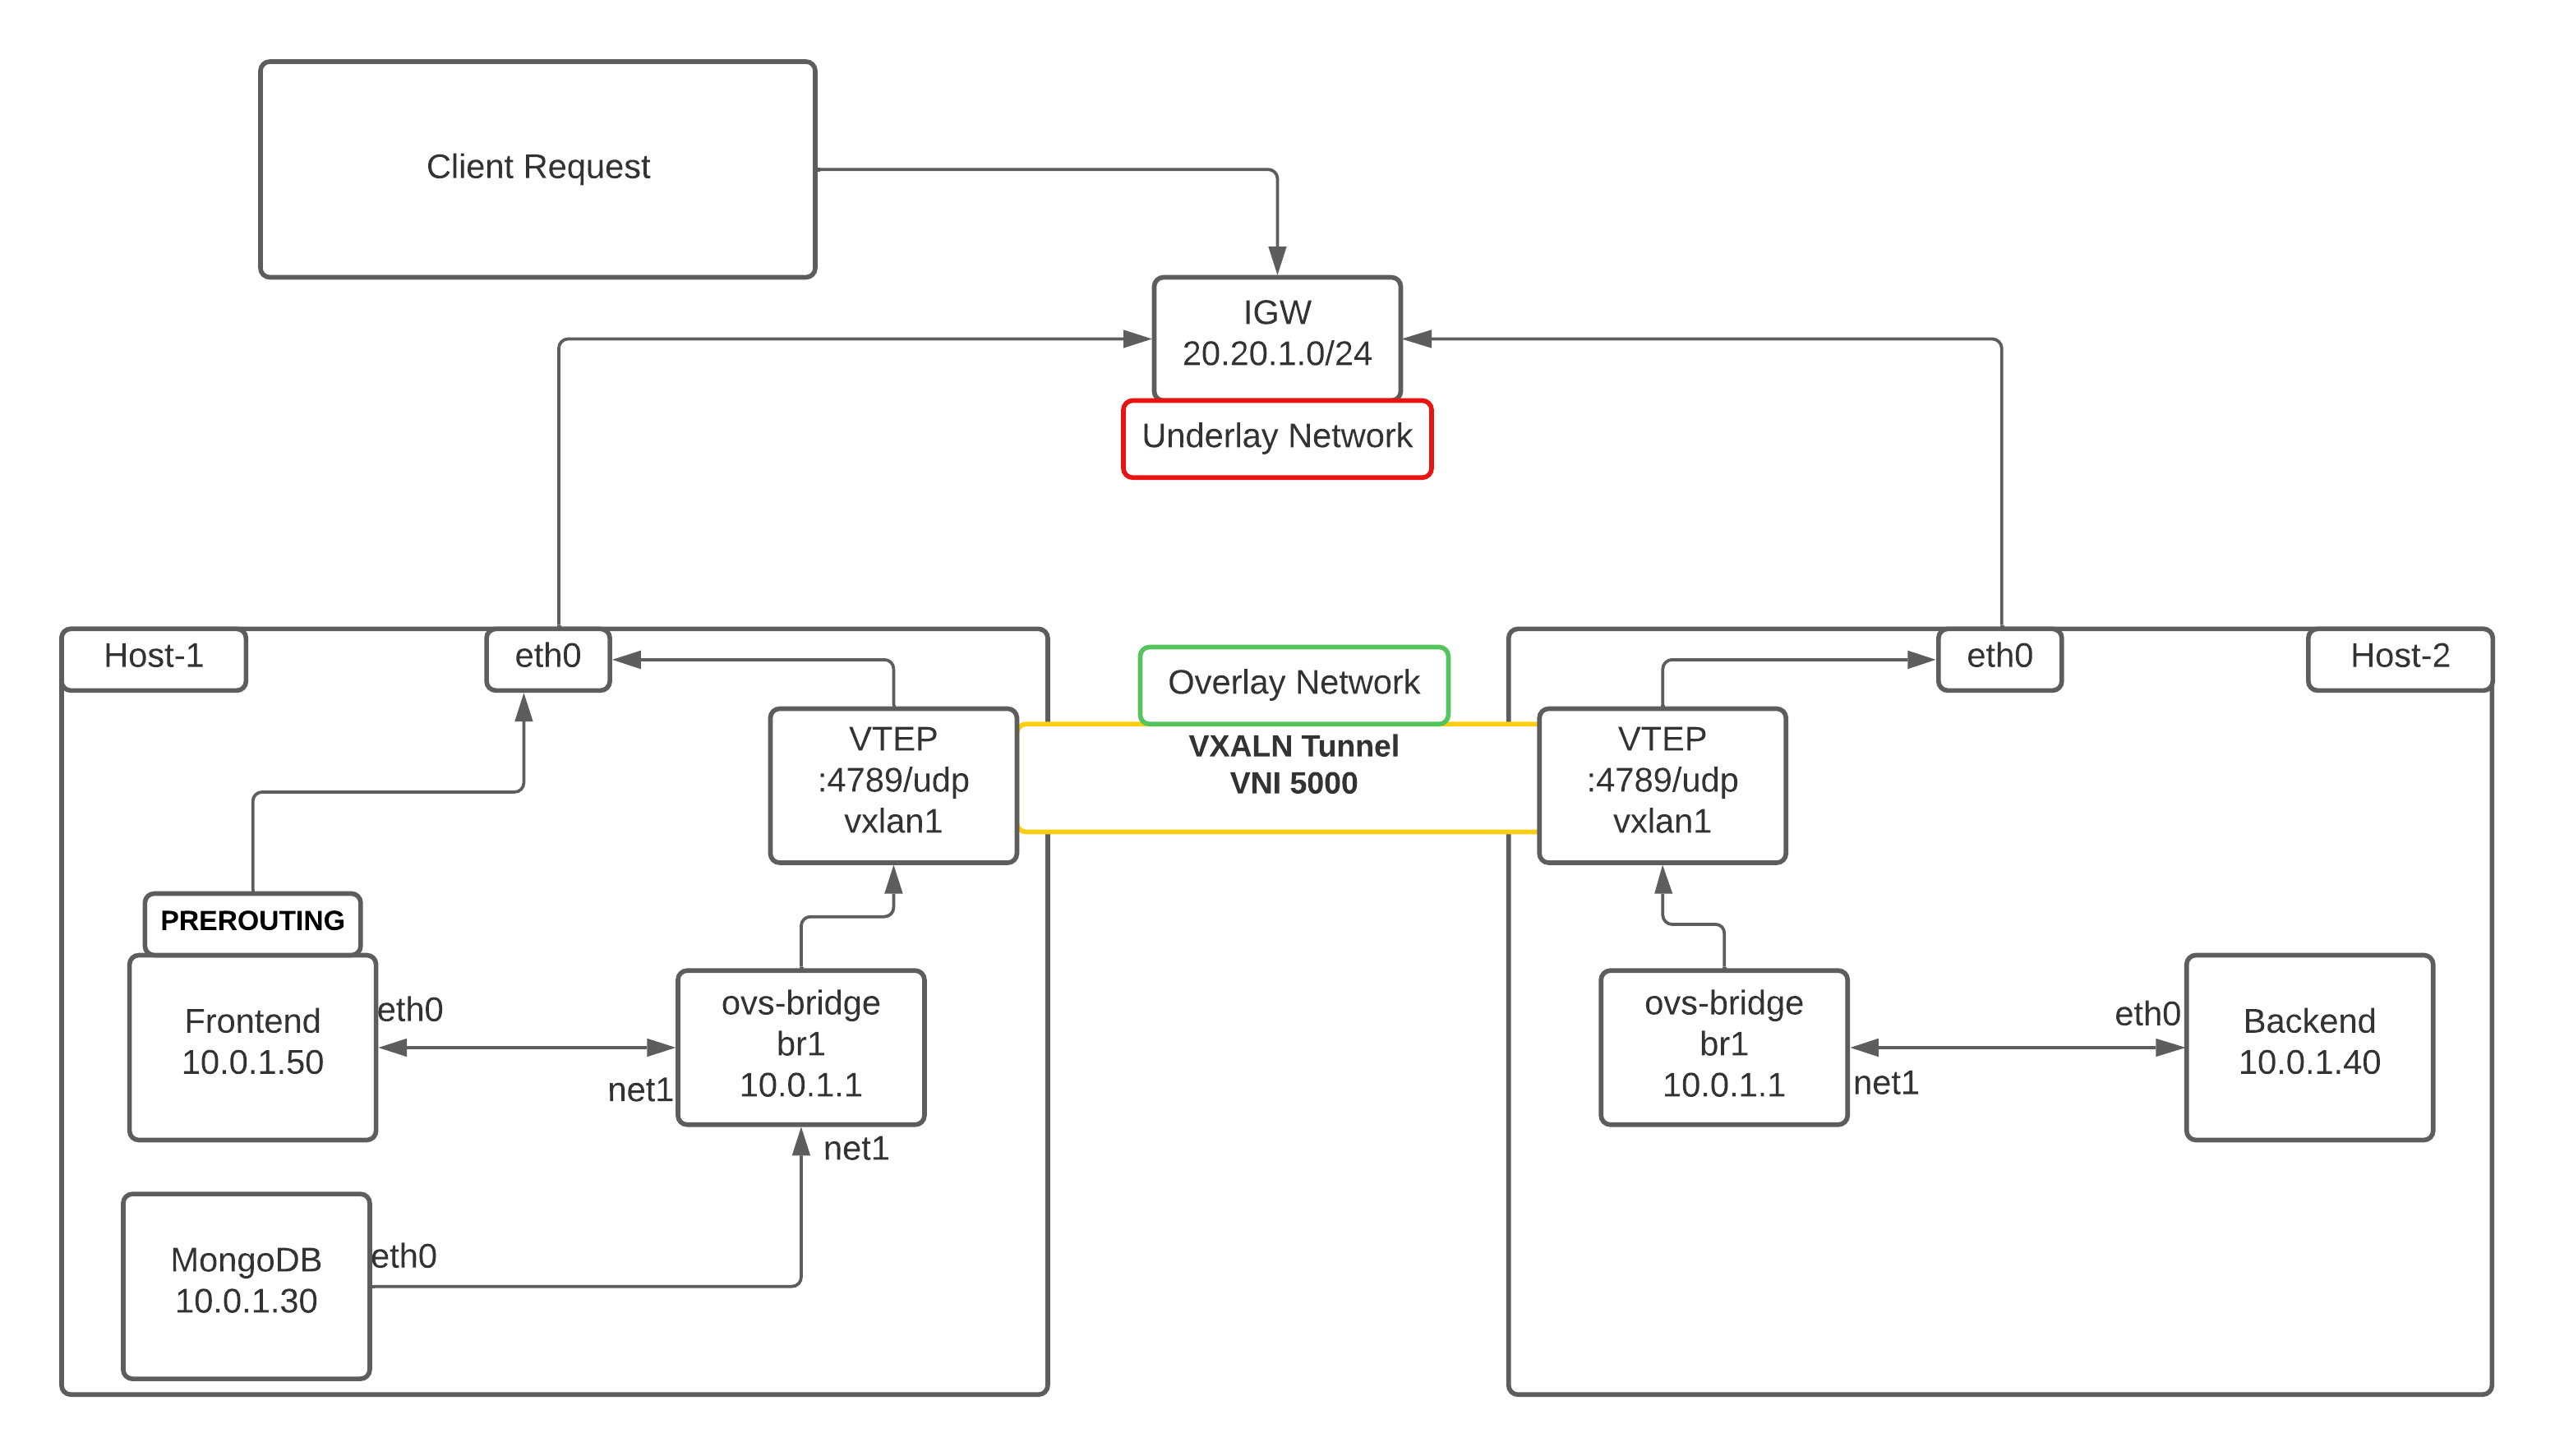 Client Request
IGW
20.20.1.0/24
Underlay Network
Host-1
eth0
eth0
Host-2
Overlay Network
VXALN Tunnel
VNI 5000
VTEP
:4789/udp
vxlan1
VTEP
:4789/udp
vxlan1
PREROUTING
Frontend
10.0.1.50
eth0
net1
ovs-bridge
br1
10.0.1.1
net1
MongoDB
10.0.1.30
eth0
ovs-bridge
br1
10.0.1.1
net1
eth0
Backend
10.0.1.40